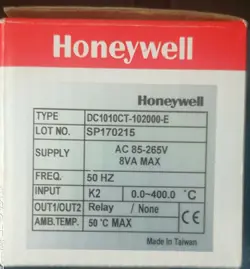 Honeywell
Honeywell
TYPE DC1010CT-102000-E
LOT NO. SP170215
SUPPLY AC 85-265V
8VA MAX
FREQ. 50 HZ
INPUT K2 0.0~400.0 °C
OUT1/OUT2 Relay / None
AMB.TEMP. 50 °C MAX
CE
Made In Taiwan